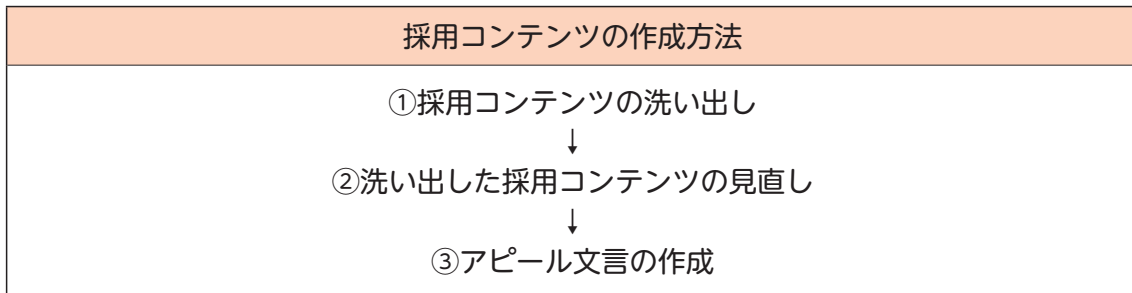 採用コンテンツの作成方法
①採用コンテンツの洗い出し
↓
②洗い出した採用コンテンツの見直し
↓
③アピール文言の作成